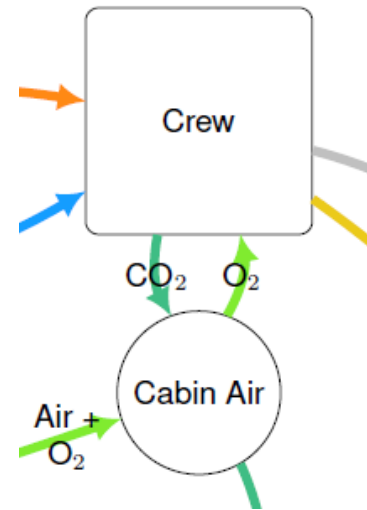 Crew
CO₂
O₂
Cabin Air
Air +
O₂